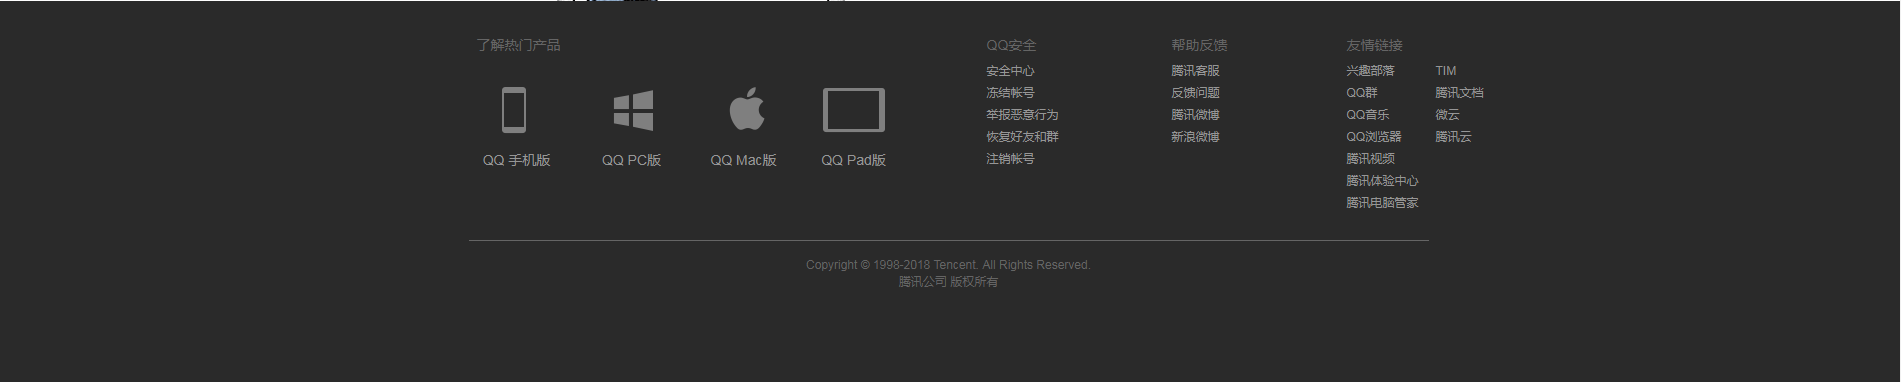 了解热门产品
QQ 手机版
QQ PC版
QQ Mac版
QQ Pad版
QQ安全
安全中心
冻结帐号
举报恶意行为
恢复好友和群
注销帐号
帮助反馈
腾讯客服
反馈问题
腾讯微博
新浪微博
友情链接
兴趣部落
QQ群
QQ音乐
QQ浏览器
腾讯视频
腾讯体验中心
腾讯电脑管家
TIM
腾讯文档
微云
腾讯云
Copyright © 1998-2018 Tencent. All Rights Reserved.
腾讯公司 版权所有